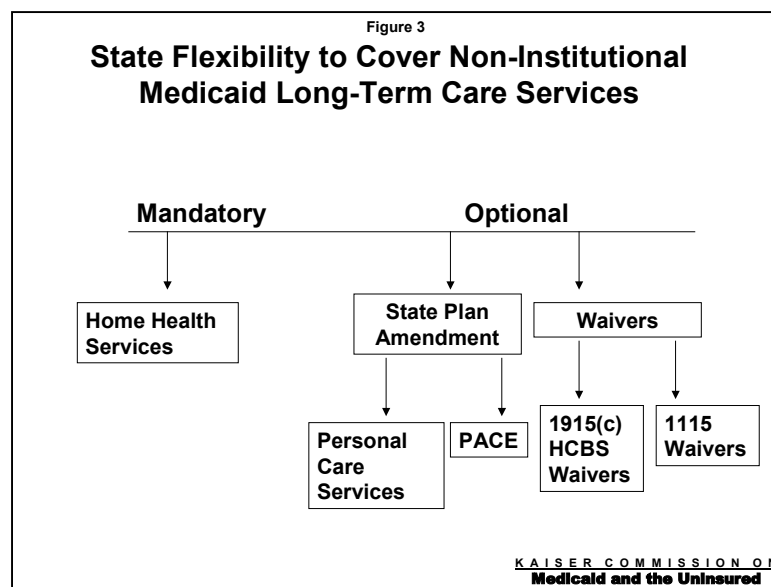 Figure 3
State Flexibility to Cover Non-Institutional
Medicaid Long-Term Care Services
Mandatory
Optional
Home Health
Services
State Plan
Amendment
Waivers
Personal
Care
Services
PACE
1915(c)
HCBS
Waivers
1115
Waivers
KAISER COMMISSION ON
Medicaid and the Uninsured